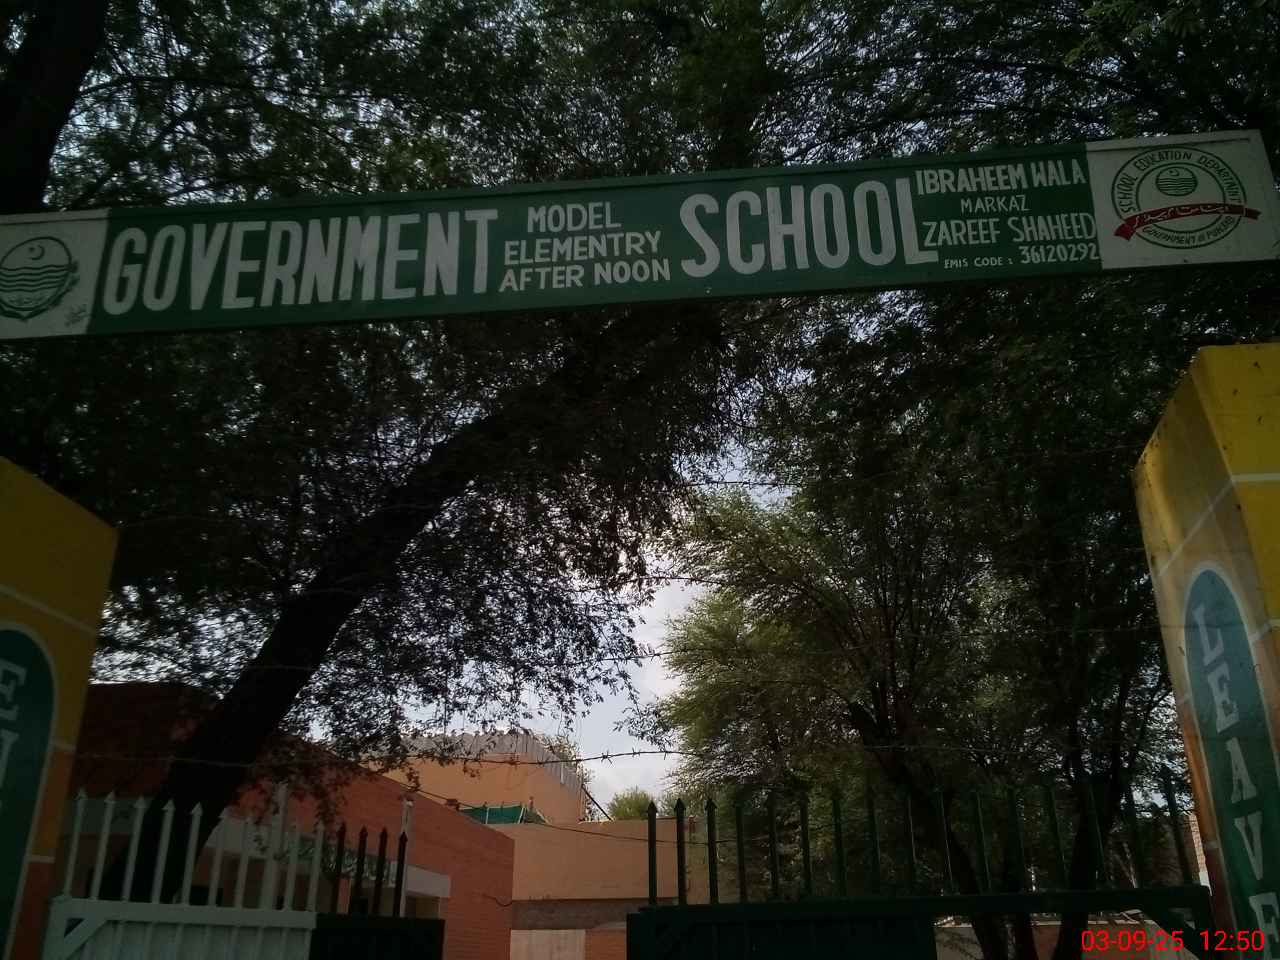 GOVERNMENT
MODEL
ELEMENTRY
AFTER NOON
SCHOOL
IBRAHEEM WALA
MARKAZ
ZAREEF SHAHEED
EMIS CODE : 36120292
SCHOOL EDUCATION DEPARTMENT
GOVERNMENT OF PUNJAB
LEAVE
03-09-25 12:50